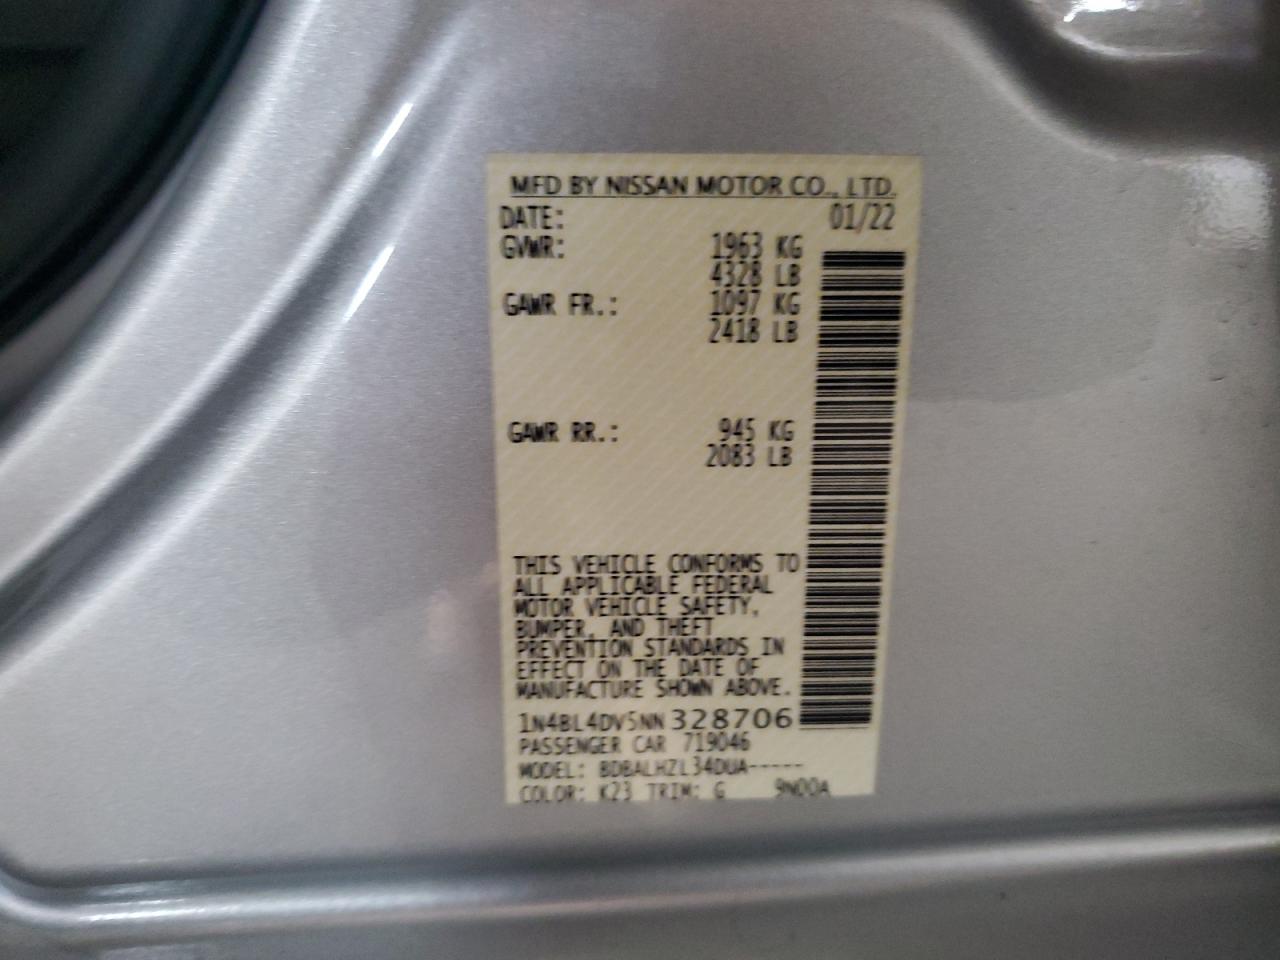 MFD BY NISSAN MOTOR CO., LTD.
DATE: 01/22
GVWR: 1963 KG
4328 LB
GAWR FR.: 1097 KG
2418 LB
GAWR RR.: 945 KG
2083 LB
THIS VEHICLE CONFORMS TO
ALL APPLICABLE FEDERAL
MOTOR VEHICLE SAFETY,
BUMPER, AND THEFT
PREVENTION STANDARDS IN
EFFECT ON THE DATE OF
MANUFACTURE SHOWN ABOVE.
1N4BL4DV5NN328706
PASSENGER CAR 719046
MODEL: BDBALHZL34DUA-----
COLOR: K23 TRIM: G 9N00A